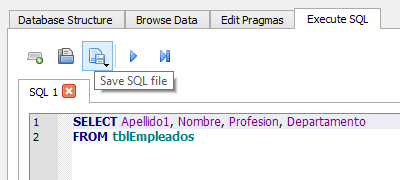 Database Structure Browse Data Edit Pragmas Execute SQL
Save SQL file
SQL 1
1 SELECT Apellido1, Nombre, Profesion, Departamento
2 FROM tblEmpleados